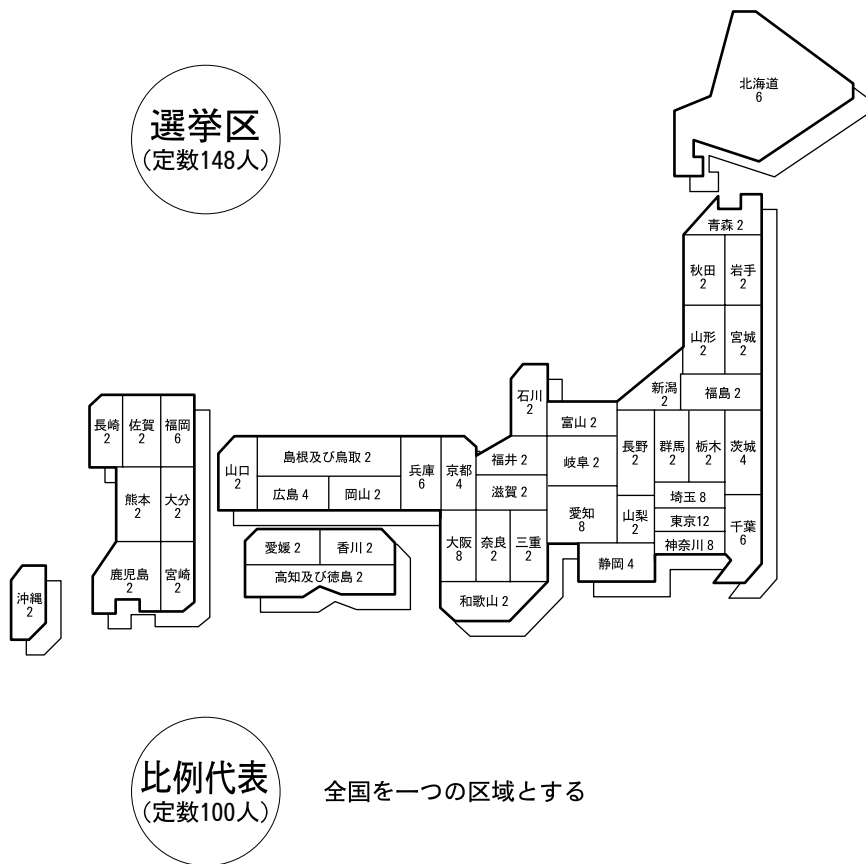 選挙区
(定数148人)
北海道
6
青森 2
秋田
2
岩手
2
山形
2
宮城
2
新潟
2
福島 2
石川
2
富山 2
長野
2
群馬
2
栃木
2
茨城
4
長崎
2
佐賀
2
福岡
6
山口
2
島根及び鳥取 2
兵庫
6
京都
4
福井 2
岐阜 2
広島 4
岡山 2
滋賀 2
埼玉 8
熊本
2
大分
2
愛知
8
山梨
2
東京12
千葉
6
大阪
8
奈良
2
三重
2
神奈川 8
愛媛 2
香川 2
静岡 4
鹿児島
2
宮崎
2
高知及び徳島 2
沖縄
2
和歌山 2
比例代表
(定数100人)
全国を一つの区域とする